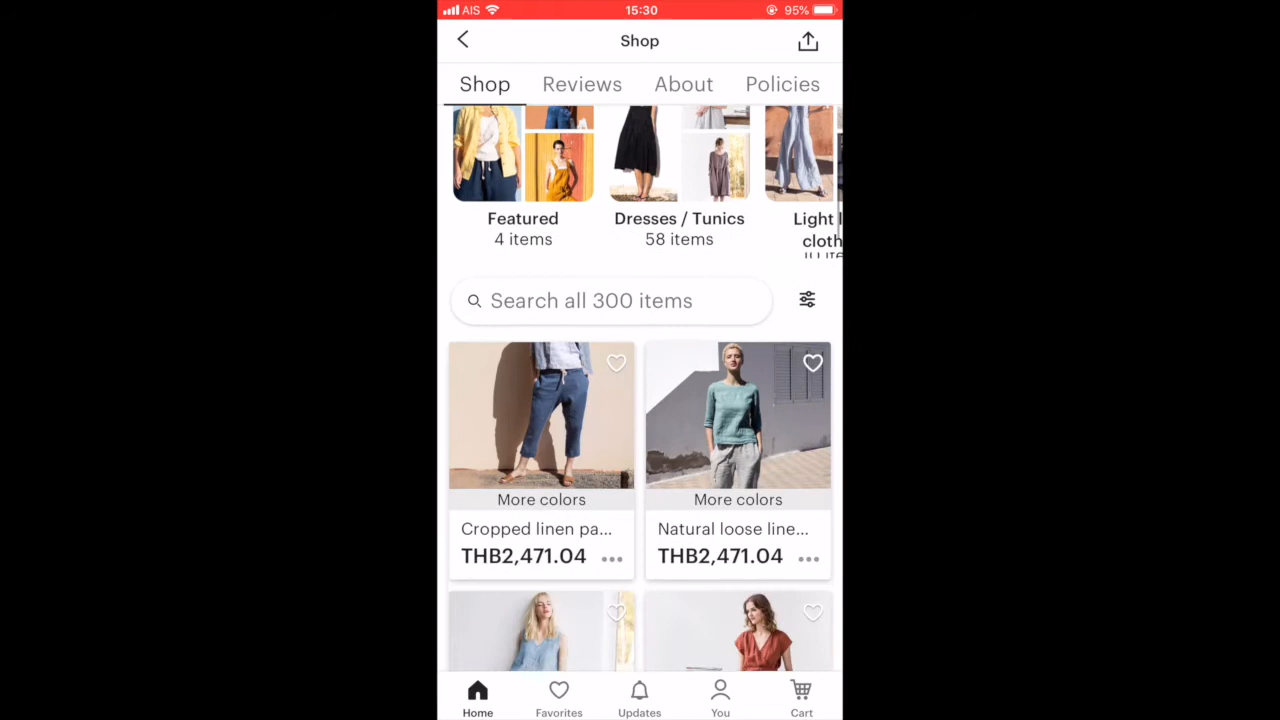 AIS 15:30 95%
Shop
Shop Reviews About Policies
Featured
4 items
Dresses / Tunics
58 items
Light
cloth
Search all 300 items
More colors
More colors
Cropped linen pa...
THB2,471.04
Natural loose line...
THB2,471.04
Home Favorites Updates You Cart